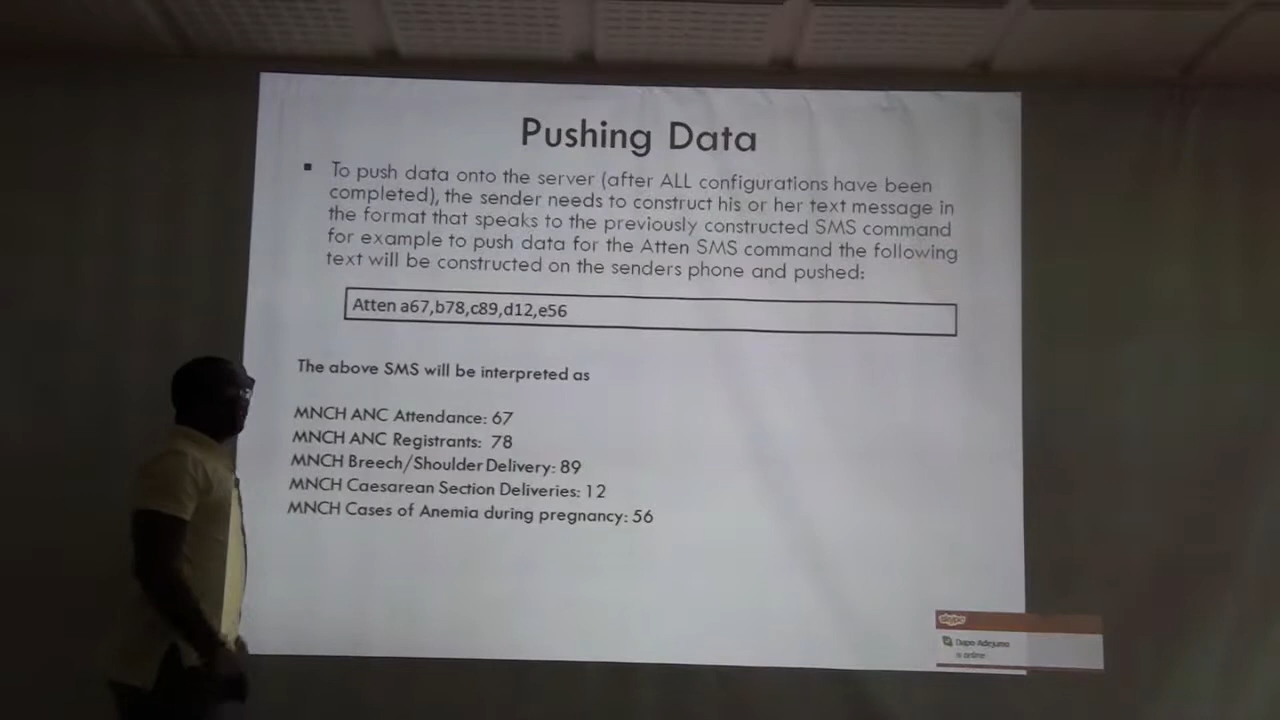 Pushing Data
▪ To push data onto the server (after ALL configurations have been
completed), the sender needs to construct his or her text message in
the format that speaks to the previously constructed SMS command
for example to push data for the Atten SMS command the following
text will be constructed on the senders phone and pushed:
Atten a67,b78,c89,d12,e56
The above SMS will be interpreted as
MNCH ANC Attendance: 67
MNCH ANC Registrants: 78
MNCH Breech/Shoulder Delivery: 89
MNCH Caesarean Section Deliveries: 12
MNCH Cases of Anemia during pregnancy: 56
skype
Dapo Adejumo
is online